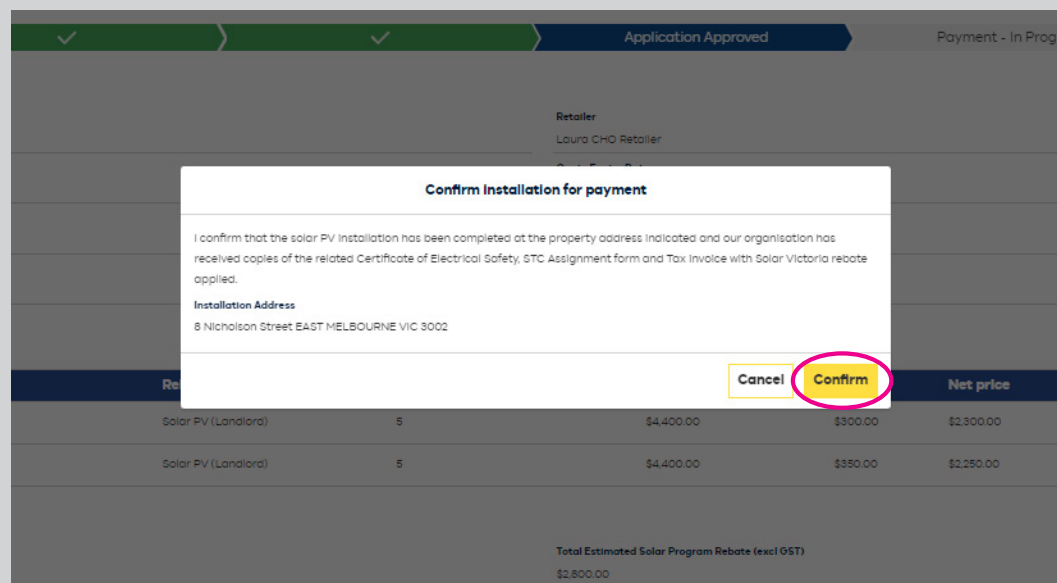 Application Approved
Payment - In Prog
Retailer
Laura CHO Retailer
Confirm installation for payment
I confirm that the solar PV installation has been completed at the property address indicated and our organisation has
received copies of the related Certificate of Electrical Safety, STC Assignment form and Tax Invoice with Solar Victoria rebate
applied.
Installation Address
8 Nicholson Street EAST MELBOURNE VIC 3002
Cancel Confirm
Re Net price
Solar PV (Landlord) 5 $4,400.00 $300.00 $2,300.00
Solar PV (Landlord) 5 $4,400.00 $350.00 $2,250.00
Total Estimated Solar Program Rebate (excl GST)
$2,800.00